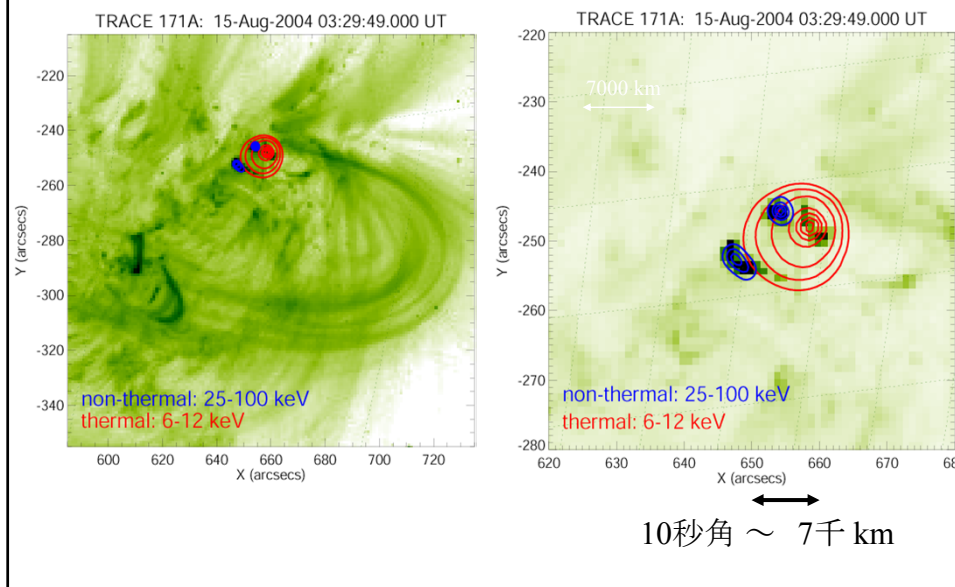 TRACE 171A: 15-Aug-2004 03:29:49.000 UT
-220
-240
-260
-280
-300
-320
-340
Y (arcsecs)
non-thermal: 25-100 keV
thermal: 6-12 keV
600
620
640
660
680
700
720
X (arcsecs)
TRACE 171A: 15-Aug-2004 03:29:49.000 UT
-220
-230
-240
-250
-260
-270
-280
Y (arcsecs)
7000 km
non-thermal: 25-100 keV
thermal: 6-12 keV
620
630
640
650
660
670
68
X (arcsecs)
10秒角 ～ 7千 km